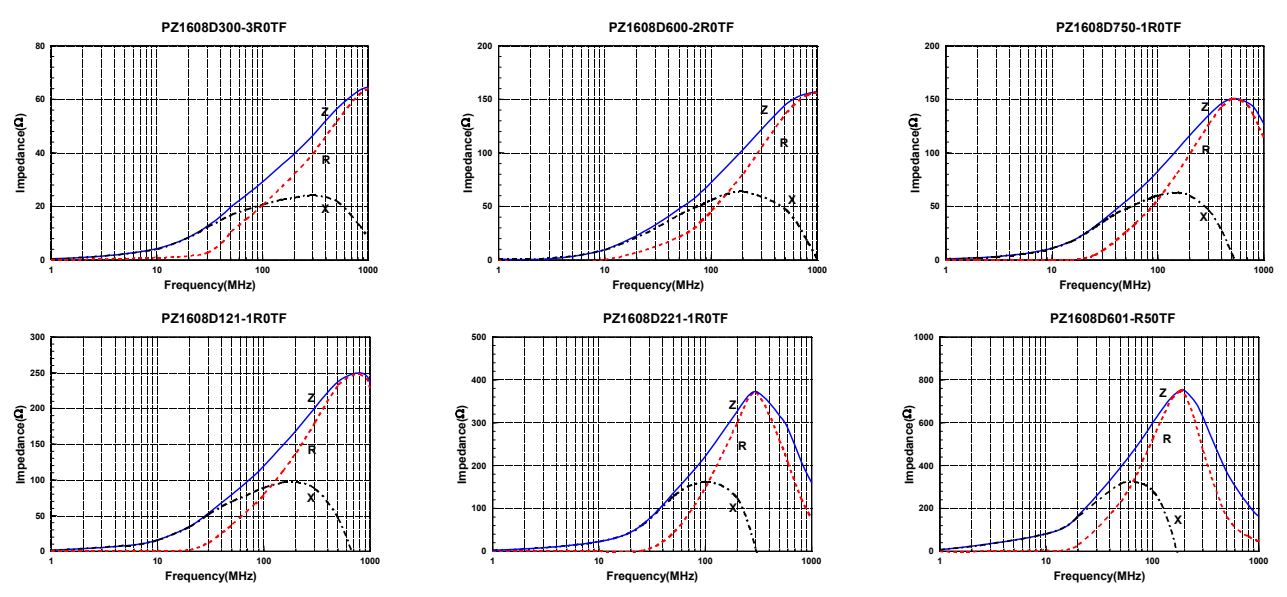 PZ1608D300-3R0TF
PZ1608D600-2R0TF
PZ1608D750-1R0TF
80
60
40
20
0
Impedance(Ω)
Z
R
X
1 10 100 1000
Frequency(MHz)
200
150
100
50
0
Impedance(Ω)
Z
R
X
1 10 100 1000
Frequency(MHz)
200
150
100
50
0
Impedance(Ω)
Z
R
X
1 10 100 1000
Frequency(MHz)
PZ1608D121-1R0TF
PZ1608D221-1R0TF
PZ1608D601-R50TF
300
250
200
150
100
50
0
Impedance(Ω)
Z
R
X
1 10 100 1000
Frequency(MHz)
500
400
300
200
100
0
Impedance(Ω)
Z
R
X
1 10 100 1000
Frequency(MHz)
1000
800
600
400
200
0
Impedance(Ω)
Z
R
X
1 10 100 1000
Frequency(MHz)